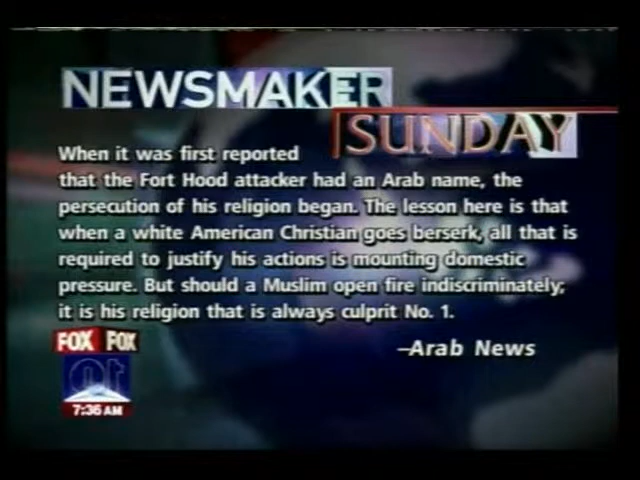 NEWSMAKER
SUNDAY
When it was first reported
that the Fort Hood attacker had an Arab name, the
persecution of his religion began. The lesson here is that
when a white American Christian goes berserk, all that is
required to justify his actions is mounting domestic
pressure. But should a Muslim open fire indiscriminately,
it is his religion that is always culprit No. 1.
–Arab News
FOX FOX
10
7:36 AM